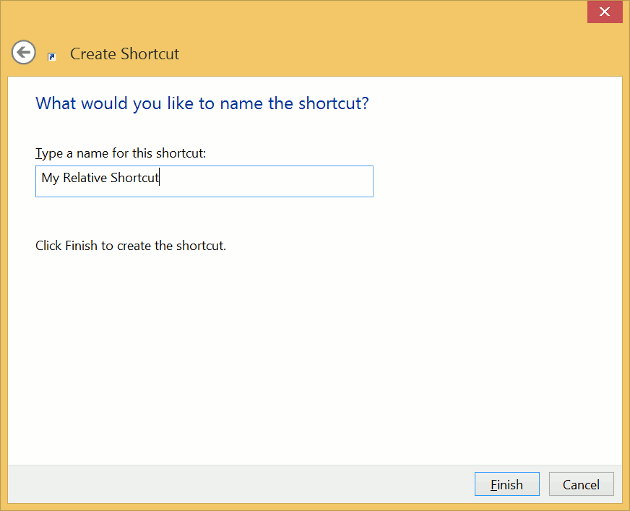 Create Shortcut
What would you like to name the shortcut?
Type a name for this shortcut:
My Relative Shortcut
Click Finish to create the shortcut.
Finish Cancel